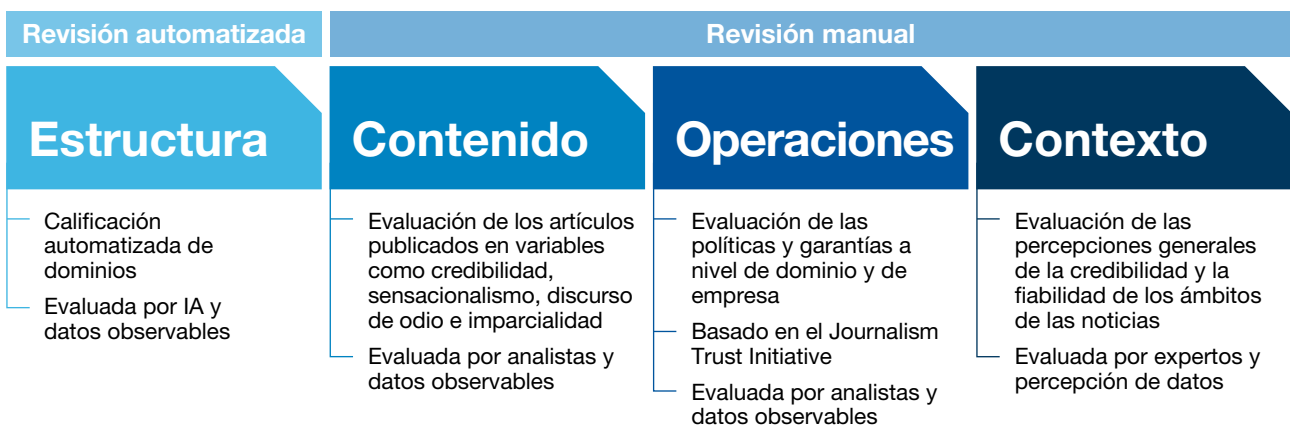 Revisión automatizada
Revisión manual
Estructura
Calificación
automatizada de
dominios
Evaluada por IA y
datos observables
Contenido
Evaluación de los artículos
publicados en variables
como credibilidad,
sensacionalismo, discurso
de odio e imparcialidad
Evaluada por analistas y
datos observables
Operaciones
Evaluación de las
políticas y garantías a
nivel de dominio y de
empresa
Basado en el Journalism
Trust Initiative
Evaluada por analistas y
datos observables
Contexto
Evaluación de las
percepciones generales
de la credibilidad y la
fiabilidad de los ámbitos
de las noticias
Evaluada por expertos y
percepción de datos